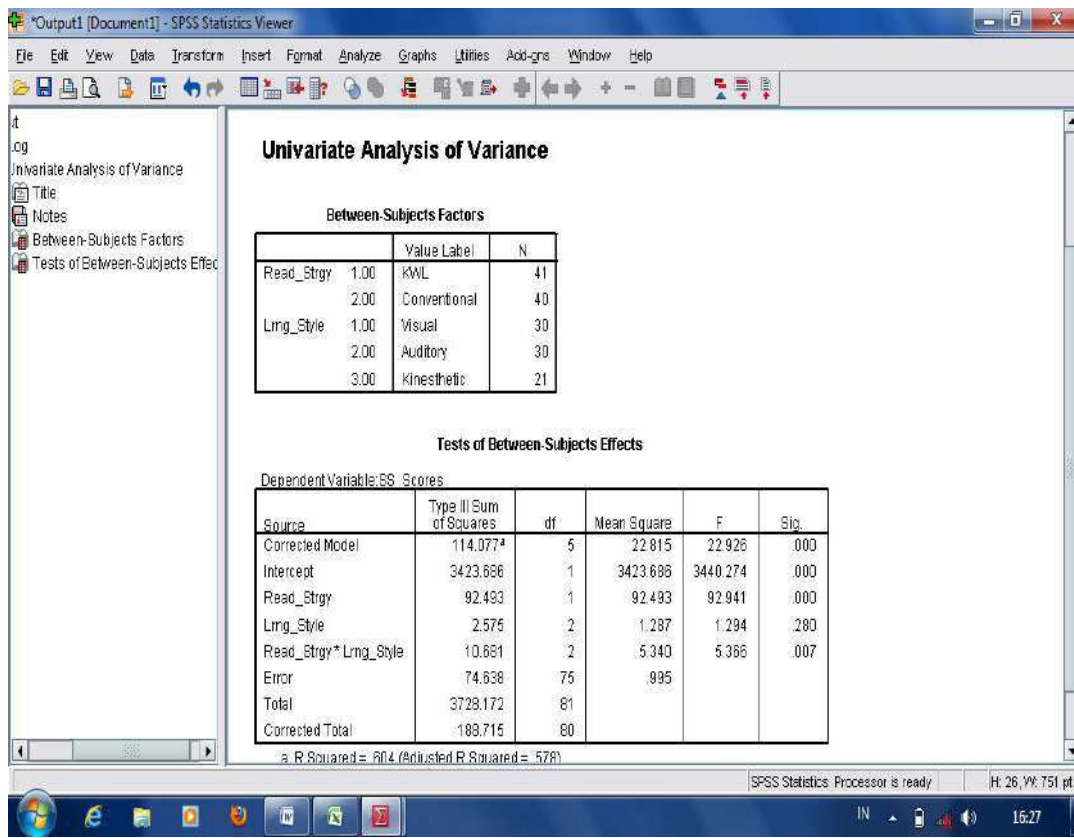 *Output1 [Document1] - SPSS Statistics Viewer
File Edit View Data Transform Insert Format Analyze Graphs Utilities Add-ons Window Help
.t
.og
Jnivariate Analysis of Variance
Title
Notes
Between-Subjects Factors
Tests of Between-Subjects Effec
Univariate Analysis of Variance
Between-Subjects Factors
Value Label N
Read_Strgy 1.00 KWL 41
2.00 Conventional 40
Lrng_Style 1.00 Visual 30
2.00 Auditory 30
3.00 Kinesthetic 21
Tests of Between-Subjects Effects
Dependent Variable:SS_Scores
Source Type III Sum of Squares df Mean Square F Sig.
Corrected Model 114.077a 5 22.815 22.926 .000
Intercept 3423.686 1 3423.686 3440.274 .000
Read_Strgy 92.493 1 92.493 92.941 .000
Lrng_Style 2.575 2 1.287 1.294 .280
Read_Strgy * Lrng_Style 10.681 2 5.340 5.366 .007
Error 74.638 75 .995
Total 3728.172 81
Corrected Total 188.715 80
a. R Squared = .604 (Adjusted R Squared = .578)
SPSS Statistics Processor is ready H: 26, W: 751 pt
IN 16:27